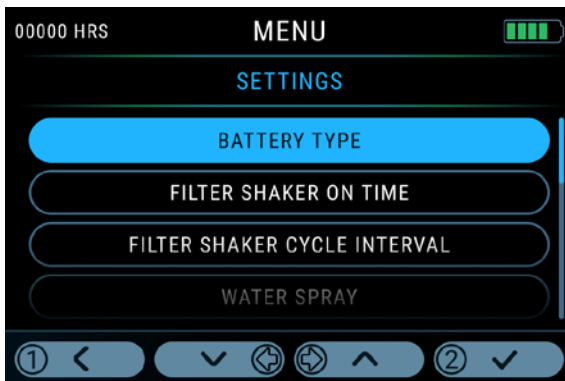 00000 HRS MENU
SETTINGS
BATTERY TYPE
FILTER SHAKER ON TIME
FILTER SHAKER CYCLE INTERVAL
WATER SPRAY
1 2